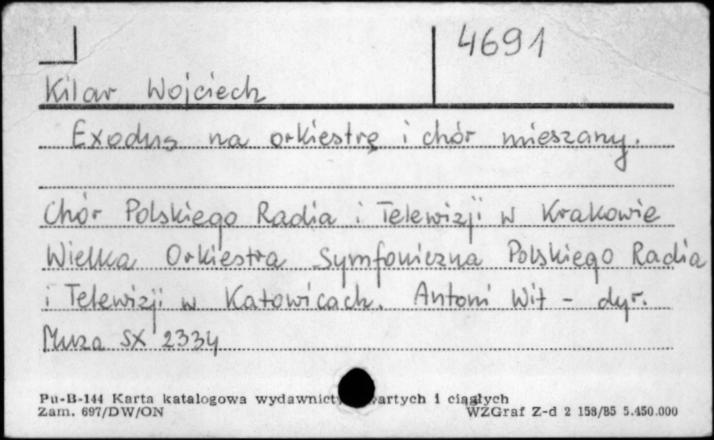 4691
Kilar Wojciech
Exodus na orkiestrę i chór mieszany.
Chór Polskiego Radia i Telewizji w Krakowie
Wielka Orkiestra Symfoniczna Polskiego Radia
i Telewizji w Katowicach. Antoni Wit - dyr.
Muza SX 2334
Pu-B-144 Karta katalogowa wydawnict wartych i ciągłych
Zam. 697/DW/ON WZGraf Z-d 2 158/85 5.450.000